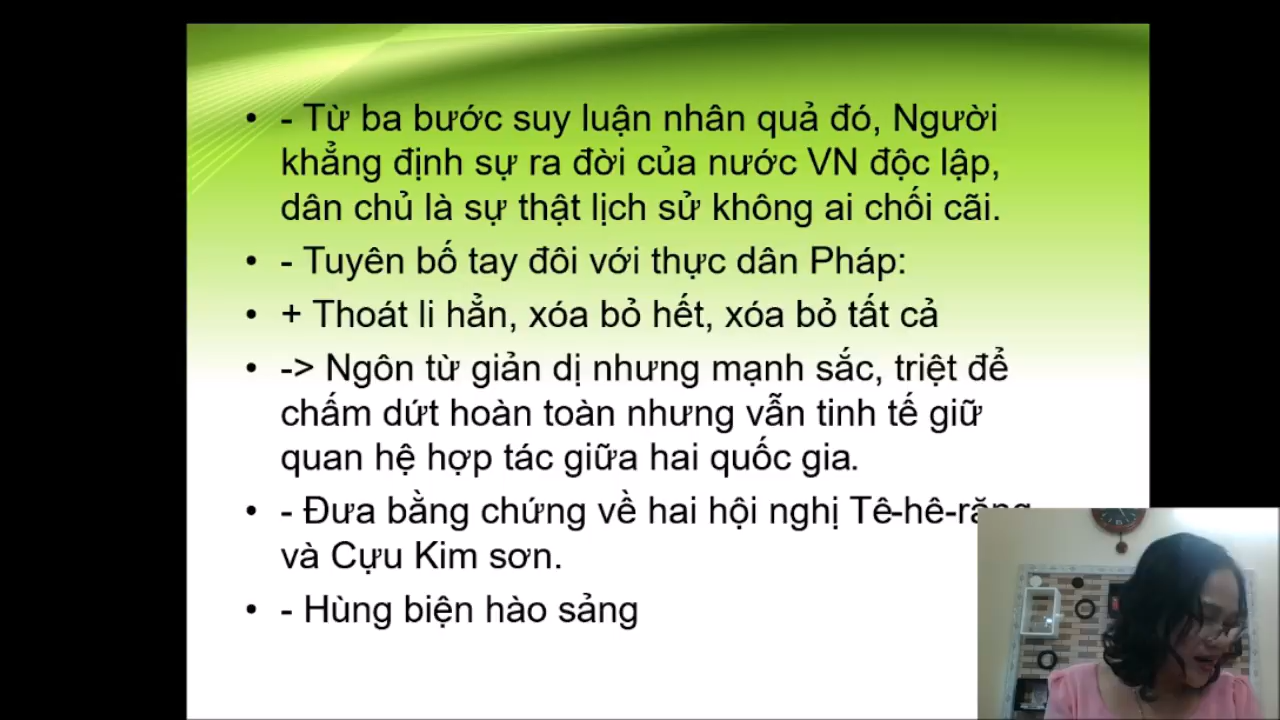 • - Từ ba bước suy luận nhân quả đó, Người
khẳng định sự ra đời của nước VN độc lập,
dân chủ là sự thật lịch sử không ai chối cãi.
• - Tuyên bố tay đôi với thực dân Pháp:
• + Thoát li hẳn, xóa bỏ hết, xóa bỏ tất cả
• -> Ngôn từ giản dị nhưng mạnh sắc, triệt để
chấm dứt hoàn toàn nhưng vẫn tinh tế giữ
quan hệ hợp tác giữa hai quốc gia.
• - Đưa bằng chứng về hai hội nghị Tê-hê-răng
và Cựu Kim sơn.
• - Hùng biện hào sảng